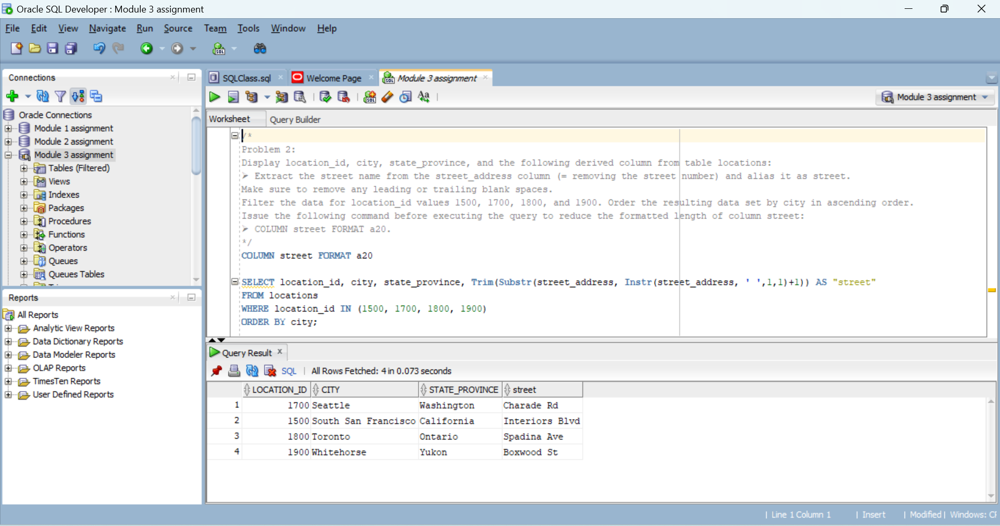 Oracle SQL Developer : Module 3 assignment
File Edit View Navigate Run Source Team Tools Window Help
Connections
Oracle Connections
Module 1 assignment
Module 2 assignment
Module 3 assignment
Tables (Filtered)
Views
Indexes
Packages
Procedures
Functions
Operators
Queues
Queues Tables
Reports
All Reports
Analytic View Reports
Data Dictionary Reports
Data Modeler Reports
OLAP Reports
TimesTen Reports
User Defined Reports
SQLClass.sql Welcome Page Module 3 assignment
Module 3 assignment
Worksheet Query Builder
/*
Problem 2:
Display location_id, city, state_province, and the following derived column from table locations:
➢ Extract the street name from the street_address column (= removing the street number) and alias it as street.
Make sure to remove any leading or trailing blank spaces.
Filter the data for location_id values 1500, 1700, 1800, and 1900. Order the resulting data set by city in ascending order.
Issue the following command before executing the query to reduce the formatted length of column street:
➢ COLUMN street FORMAT a20.
*/
COLUMN street FORMAT a20
SELECT location_id, city, state_province, Trim(Substr(street_address, Instr(street_address, ' ',1,1)+1)) AS "street"
FROM locations
WHERE location_id IN (1500, 1700, 1800, 1900)
ORDER BY city;
Query Result
SQL | All Rows Fetched: 4 in 0.073 seconds
LOCATION_ID CITY STATE_PROVINCE street
1 1700 Seattle Washington Charade Rd
2 1500 South San Francisco California Interiors Blvd
3 1800 Toronto Ontario Spadina Ave
4 1900 Whitehorse Yukon Boxwood St
| Line 1 Column 1 | Insert | Modified | Windows: